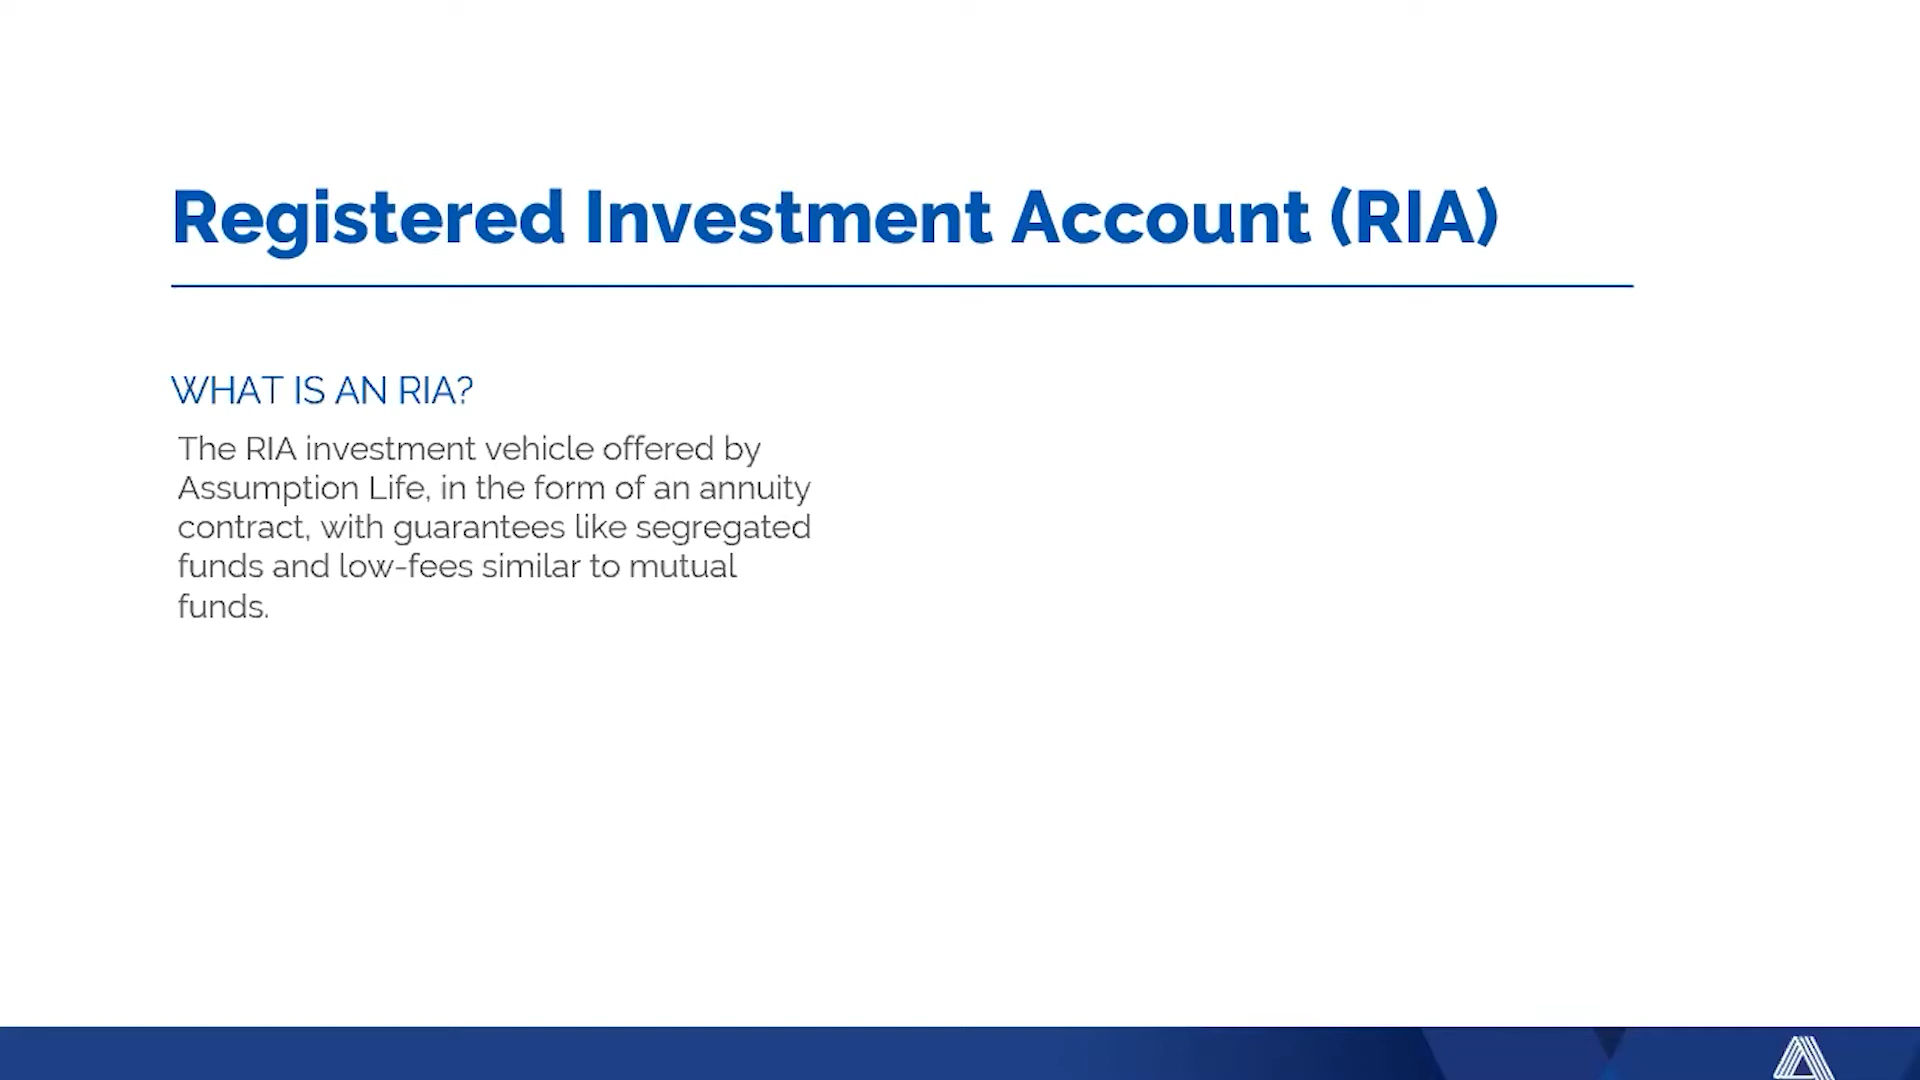 Registered Investment Account (RIA)
WHAT IS AN RIA?
The RIA investment vehicle offered by
Assumption Life, in the form of an annuity
contract, with guarantees like segregated
funds and low-fees similar to mutual
funds.